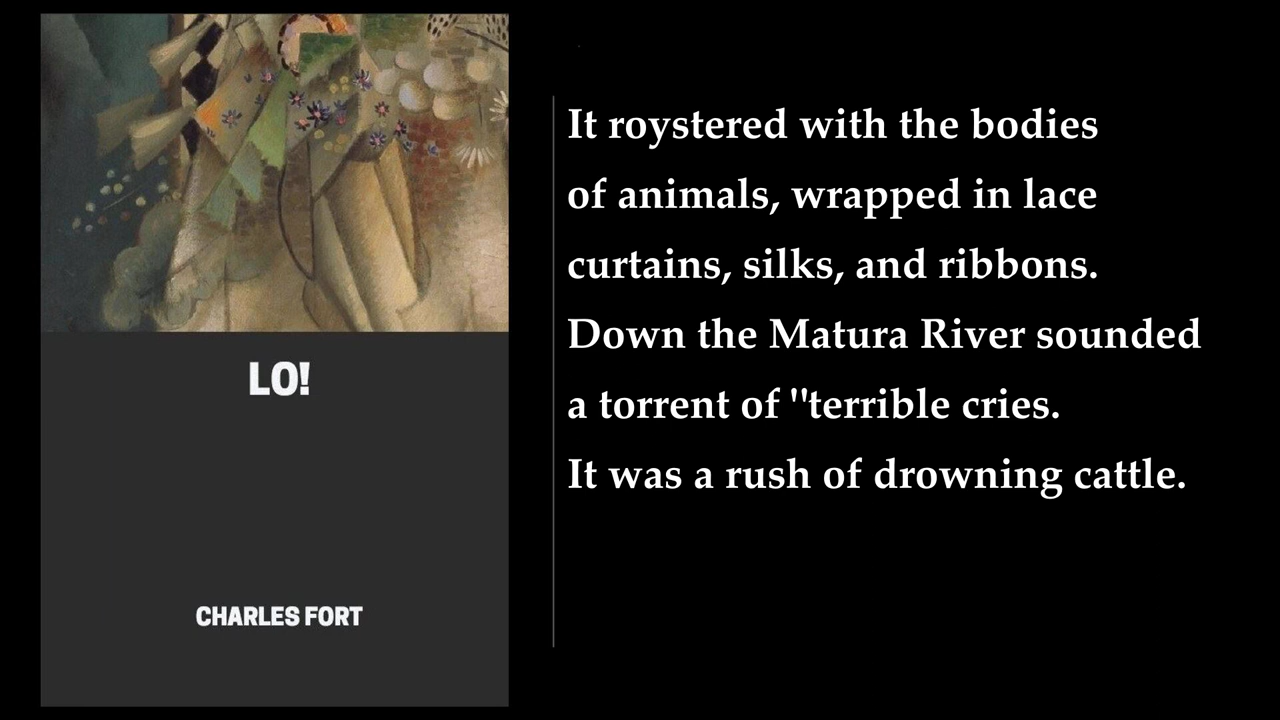 LO!
CHARLES FORT
It roystered with the bodies
of animals, wrapped in lace
curtains, silks, and ribbons.
Down the Matura River sounded
a torrent of "terrible cries.
It was a rush of drowning cattle.